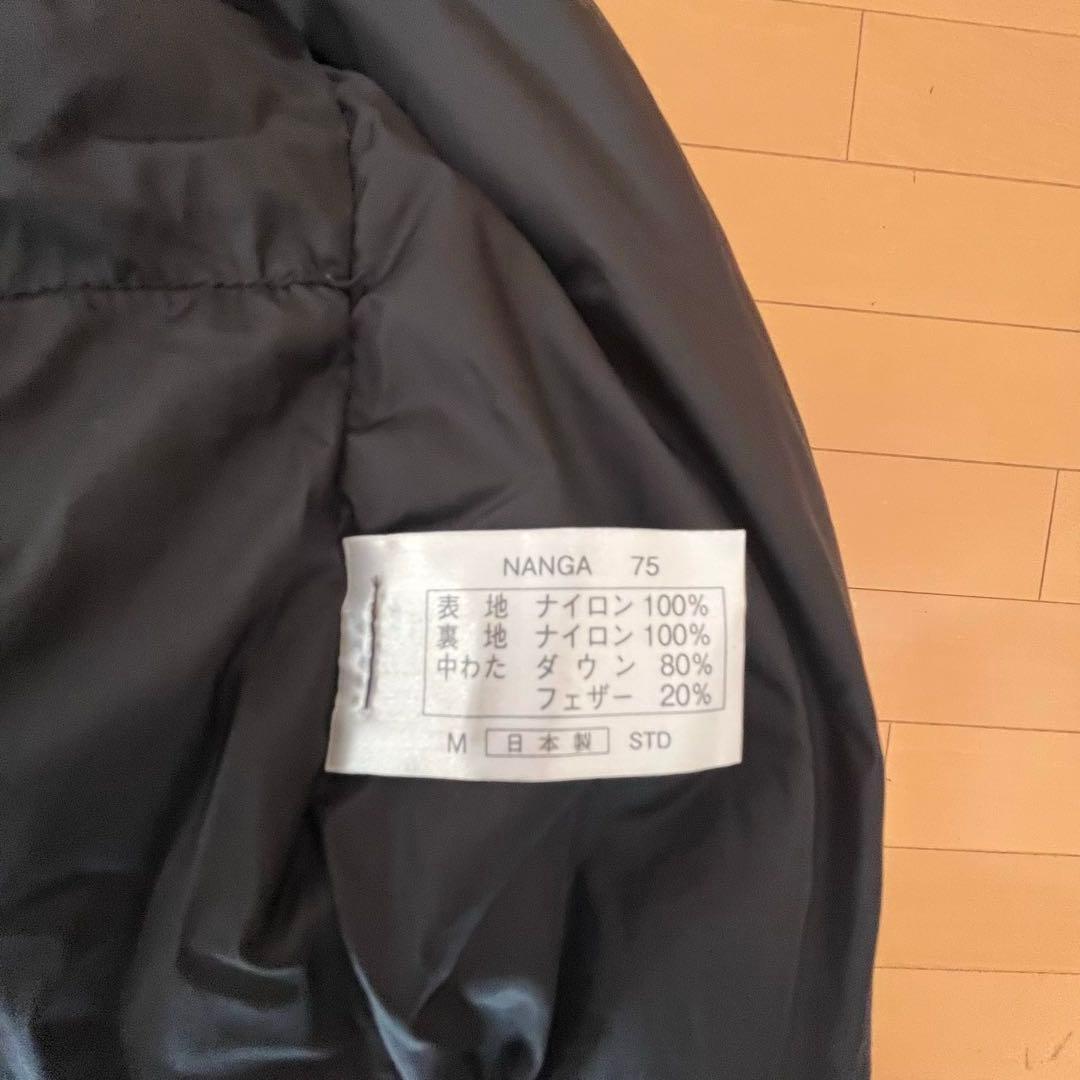 NANGA 75
表 地 ナイロン 100%
裏 地 ナイロン 100%
中わた ダ ウ ン 80%
フェザー 20%
M 日本製 STD